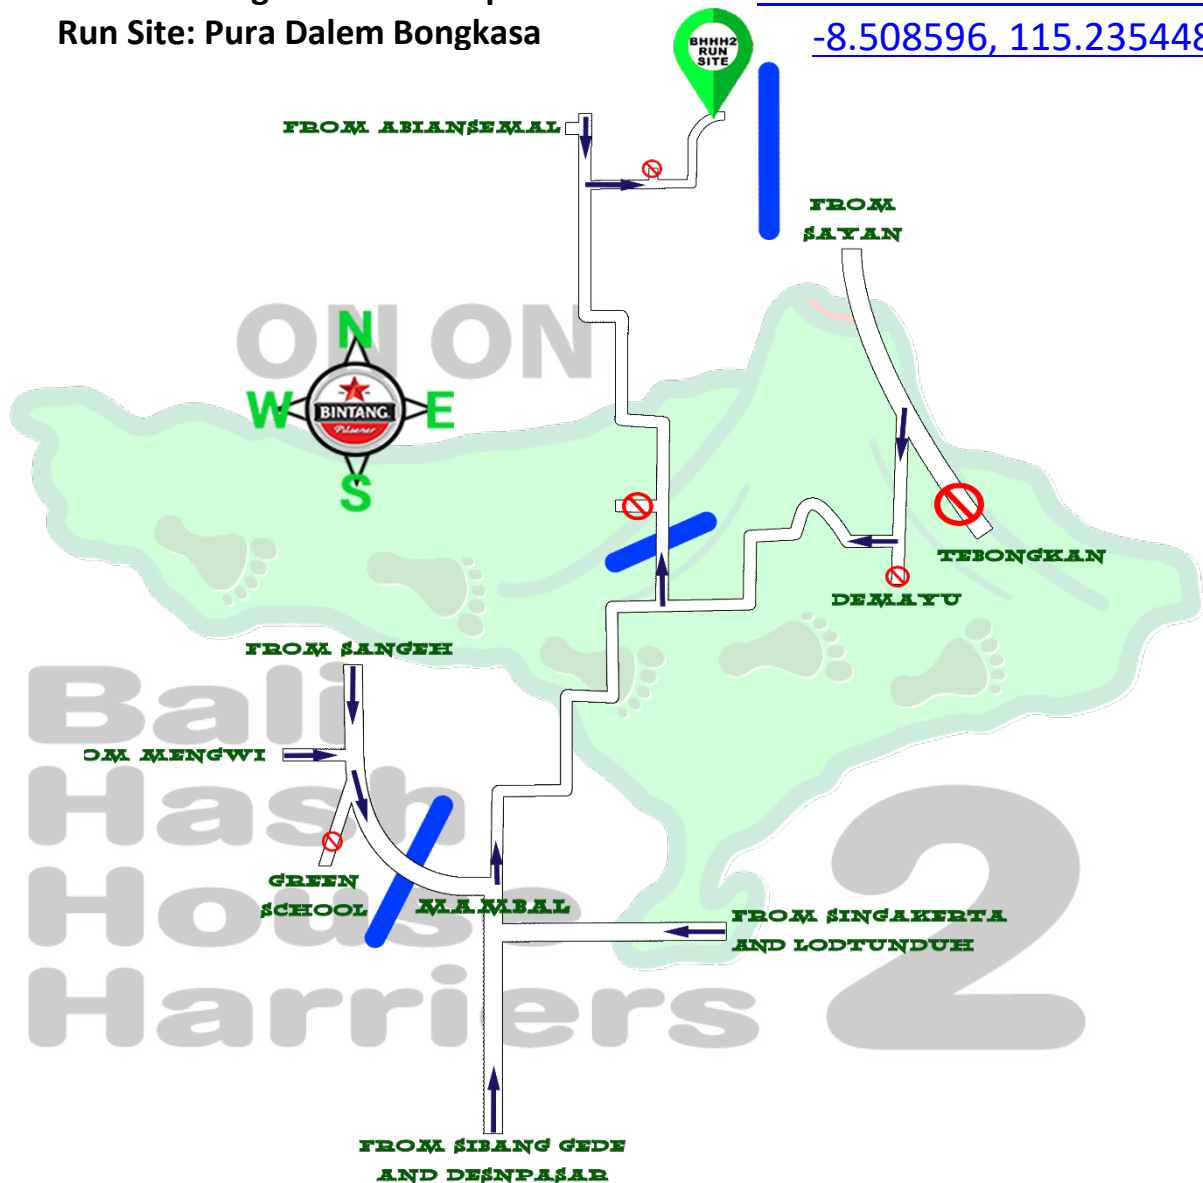 Run Site: Pura Dalem Bongkasa
-8.508596, 115.235448
BHHH2
RUN
SITE
FROM ABIANSEMAL
FROM
SAYAN
ON ON
N
W
E
S
BINTANG
Pilsener
TEBONGKAN
DEMAYU
FROM SANGEH
OM MENGWI
Bali
Hash
House
Harriers
2
GREEN
SCHOOL
MAMBAL
FROM SINGAKERTA
AND LODTUNDUH
FROM SIBANG GEDE
AND DESNPASAR